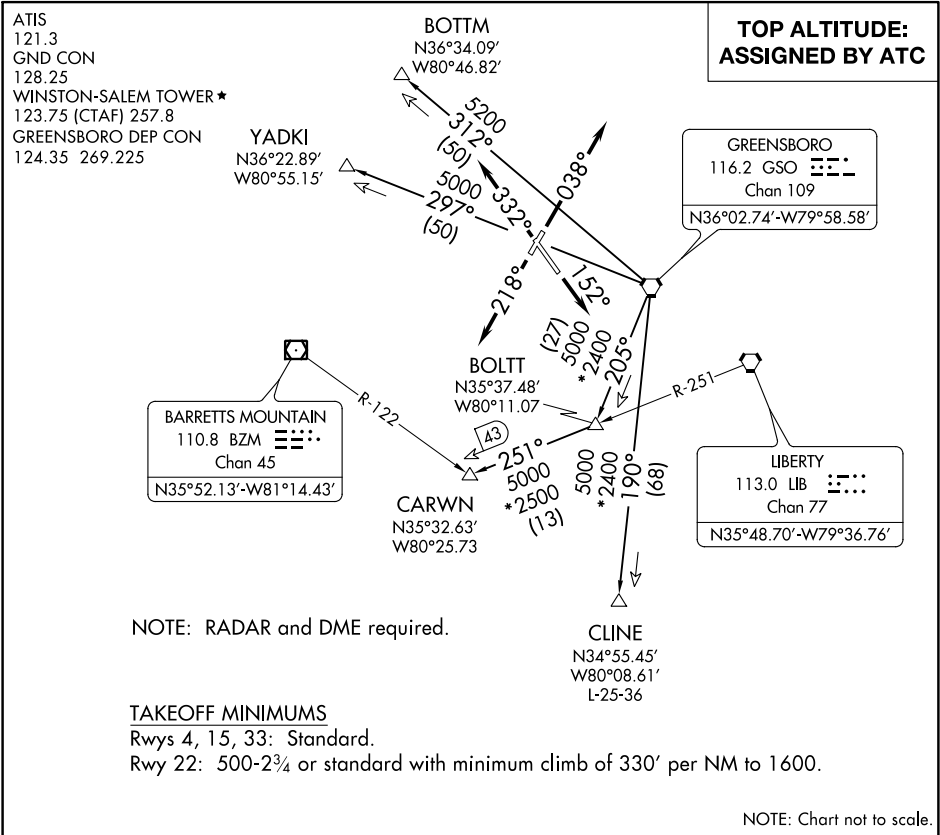 ATIS
121.3
GND CON
128.25
WINSTON-SALEM TOWER★
123.75 (CTAF) 257.8
GREENSBORO DEP CON
124.35 269.225
TOP ALTITUDE:
ASSIGNED BY ATC
BOTTM
N36°34.09'
W80°46.82'
YADKI
N36°22.89'
W80°55.15'
5200
312°
(50)
5000
297°
(50)
332°
038°
218°
152°
GREENSBORO
116.2 GSO
Chan 109
N36°02.74'-W79°58.58'
(27)
5000
*2400
205°
BOLTT
N35°37.48'
W80°11.07
R-251
R-122
BARRETTS MOUNTAIN
110.8 BZM
Chan 45
N35°52.13'-W81°14.43'
43
251°
5000
*2500
(13)
CARWN
N35°32.63'
W80°25.73
5000
*2400
190°
(68)
LIBERTY
113.0 LIB
Chan 77
N35°48.70'-W79°36.76'
CLINE
N34°55.45'
W80°08.61'
L-25-36
NOTE: RADAR and DME required.
TAKEOFF MINIMUMS
Rwys 4, 15, 33: Standard.
Rwy 22: 500-2¾ or standard with minimum climb of 330' per NM to 1600.
NOTE: Chart not to scale.